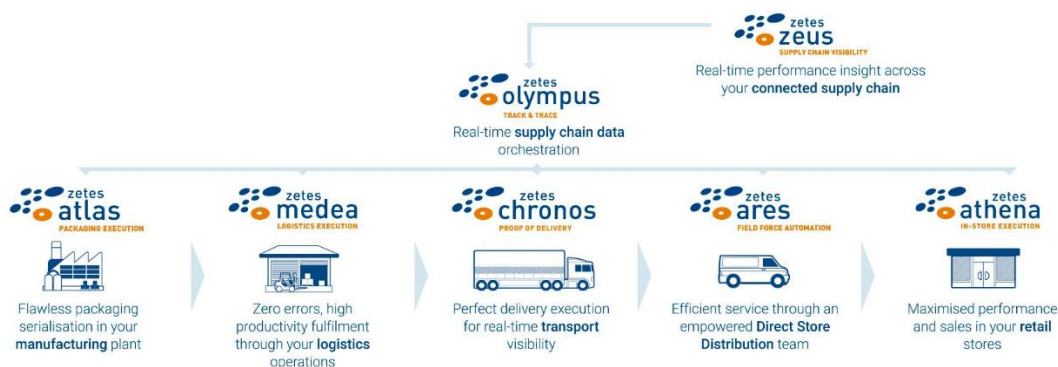 zetes
zeus
SUPPLY CHAIN VISIBILITY
Real-time performance insight across
your connected supply chain
zetes
olympus
TRACK & TRACE
Real-time supply chain data
orchestration
zetes
atlas
PACKAGING EXECUTION
Flawless packaging
serialisation in your
manufacturing plant
zetes
medea
LOGISTICS EXECUTION
Zero errors, high
productivity fulfilment
through your logistics
operations
zetes
chronos
PROOF OF DELIVERY
Perfect delivery execution
for real-time transport
visibility
zetes
ares
FIELD FORCE AUTOMATION
Efficient service through an
empowered Direct Store
Distribution team
zetes
athena
IN-STORE EXECUTION
Maximised performance
and sales in your retail
stores